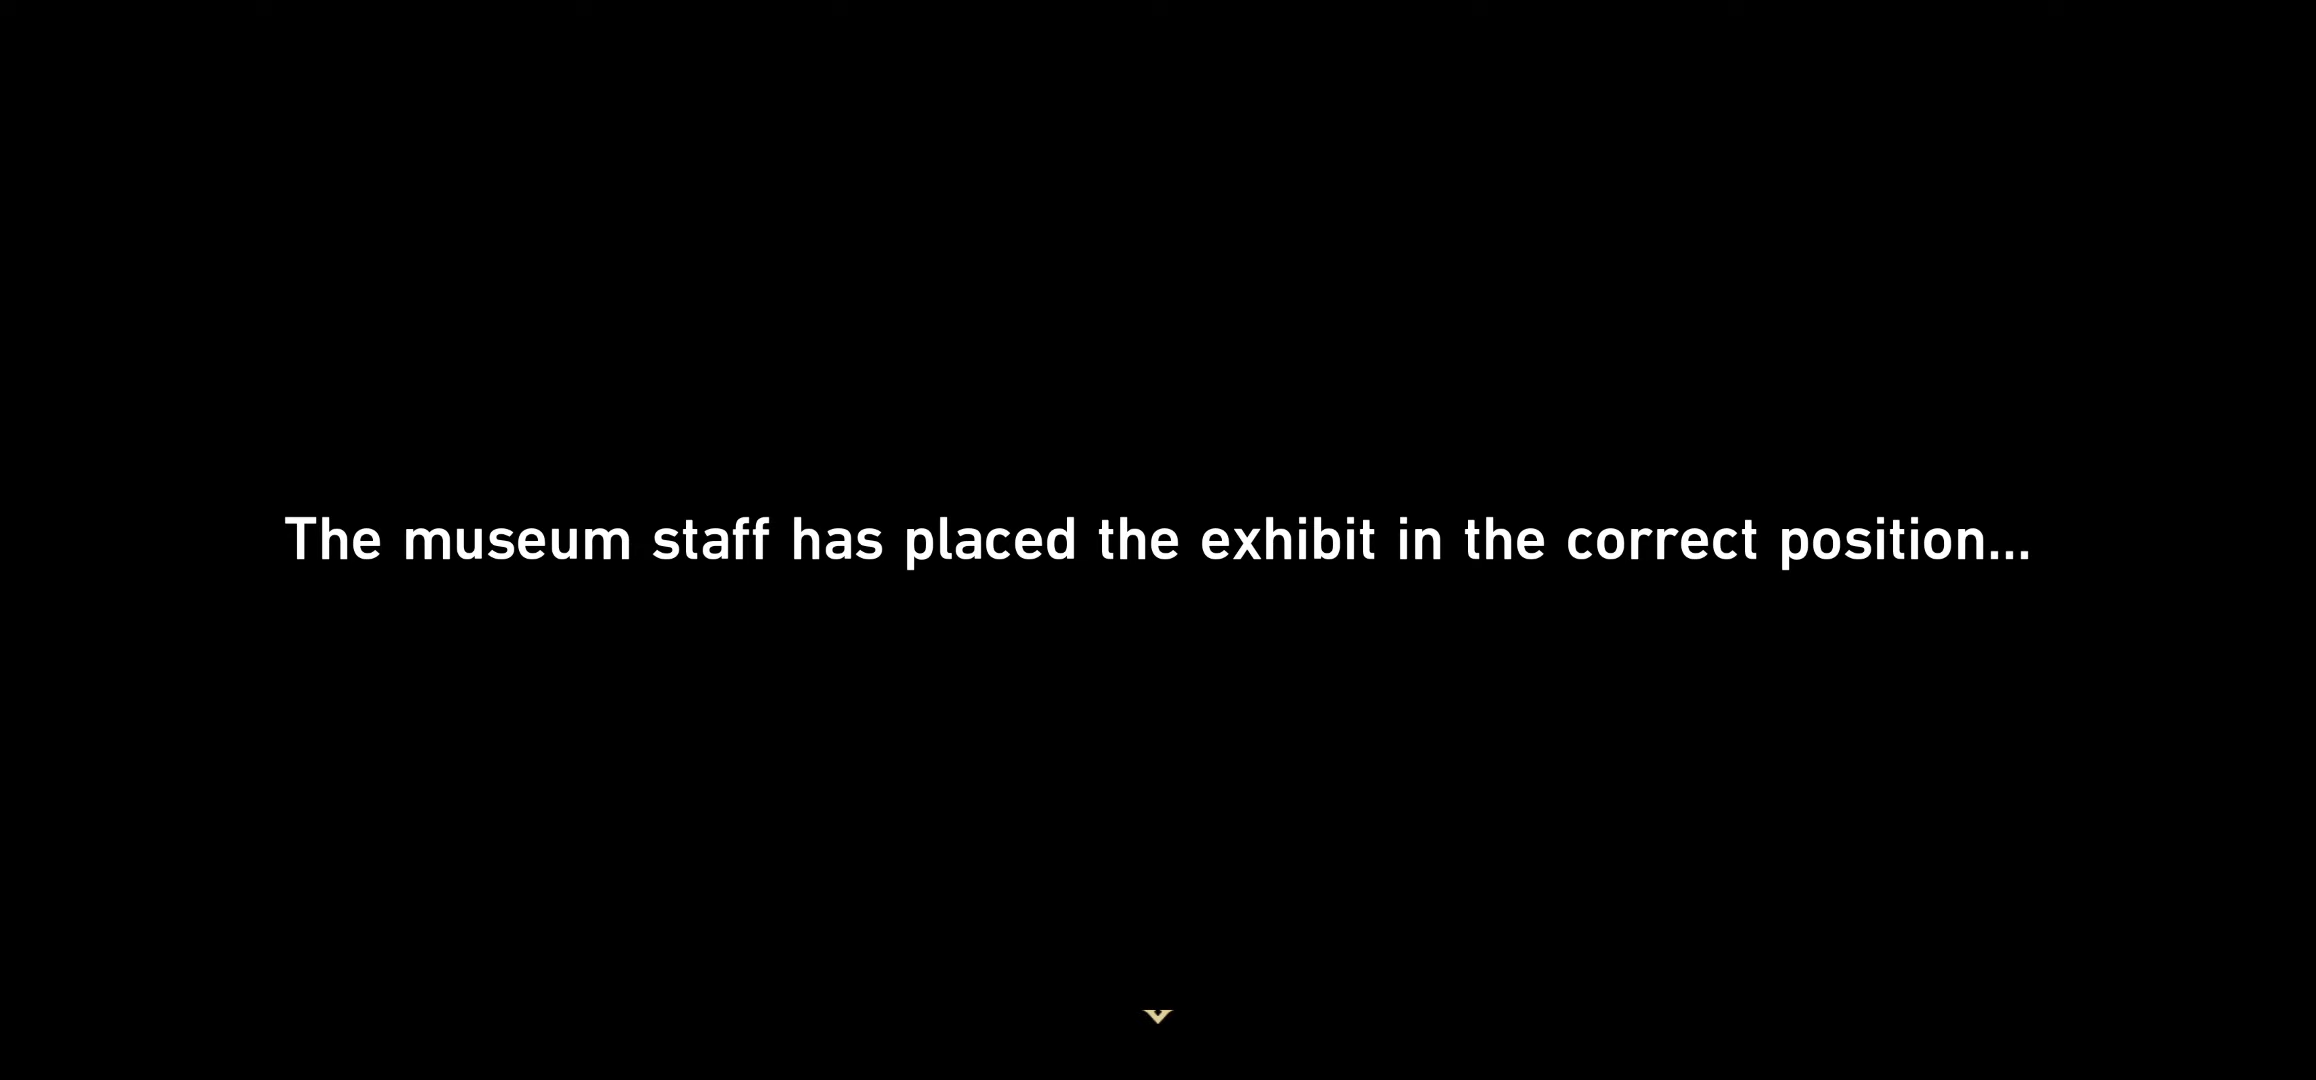 The museum staff has placed the exhibit in the correct position...